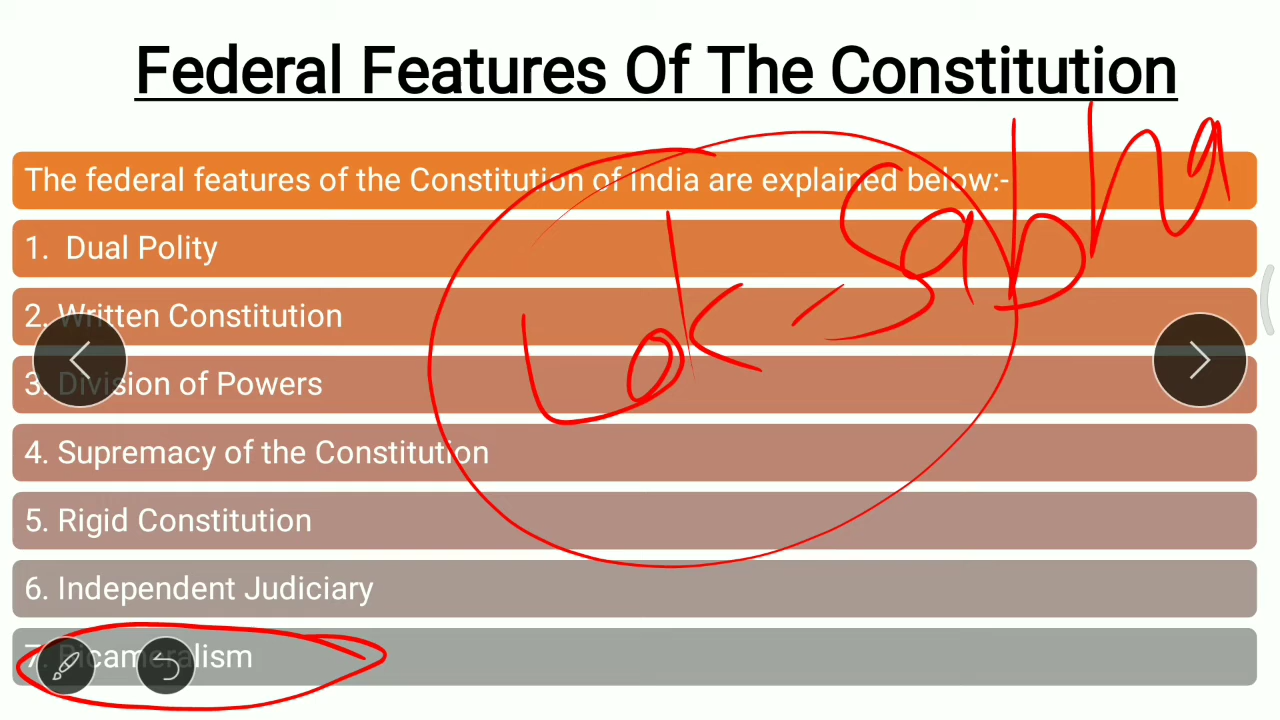 Federal Features Of The Constitution
The federal features of the Constitution of India are explained below:-
1. Dual Polity
2. Written Constitution
3. Division of Powers
4. Supremacy of the Constitution
5. Rigid Constitution
6. Independent Judiciary
7. Bicameralism
Lok-Sabha